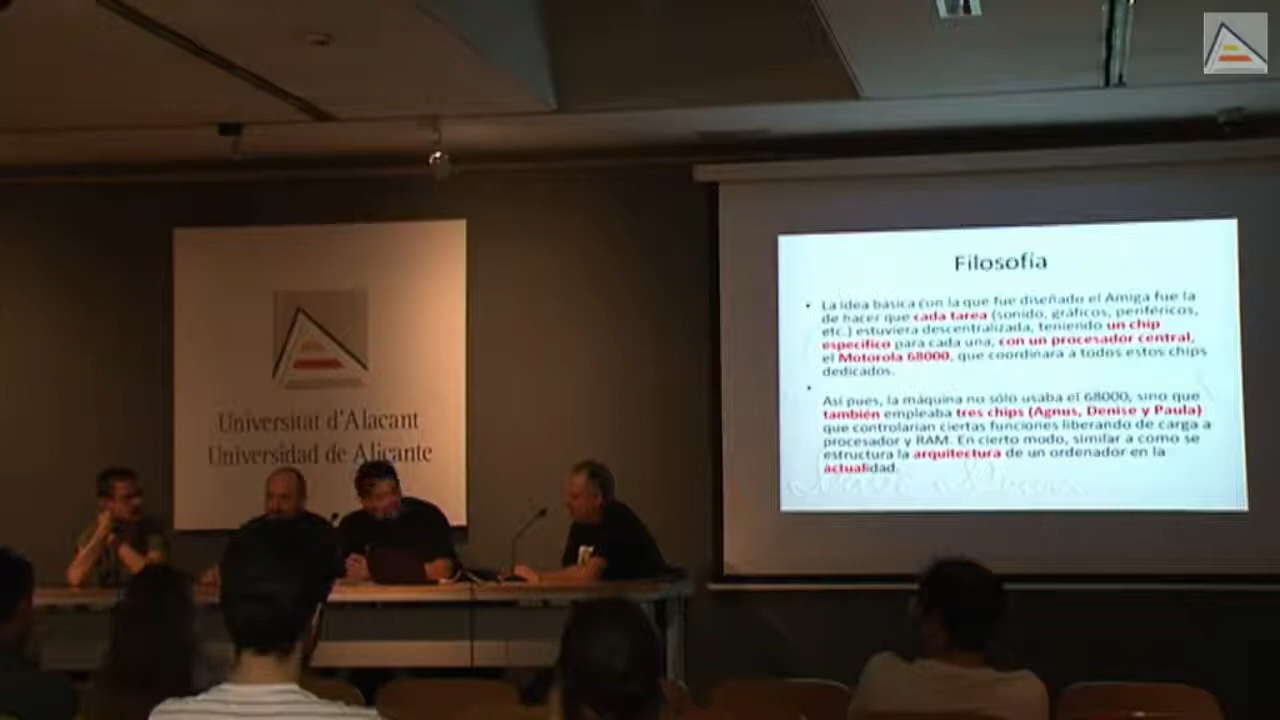 Universitat d'Alacant
Universidad de Alicante
Filosofía
• La idea básica con la que fue diseñado el Amiga fue la
de hacer que cada tarea (sonido, gráficos, periféricos,
etc.) estuviera descentralizada, teniendo un chip
específico para cada una, con un procesador central,
el Motorola 68000, que coordinara a todos estos chips
dedicados.
• Así pues, la máquina no sólo usaba el 68000, sino que
también empleaba tres chips (Agnus, Denise y Paula)
que controlarían ciertas funciones liberando de carga a
procesador y RAM. En cierto modo, similar a como se
estructura la arquitectura de un ordenador en la
actualidad.